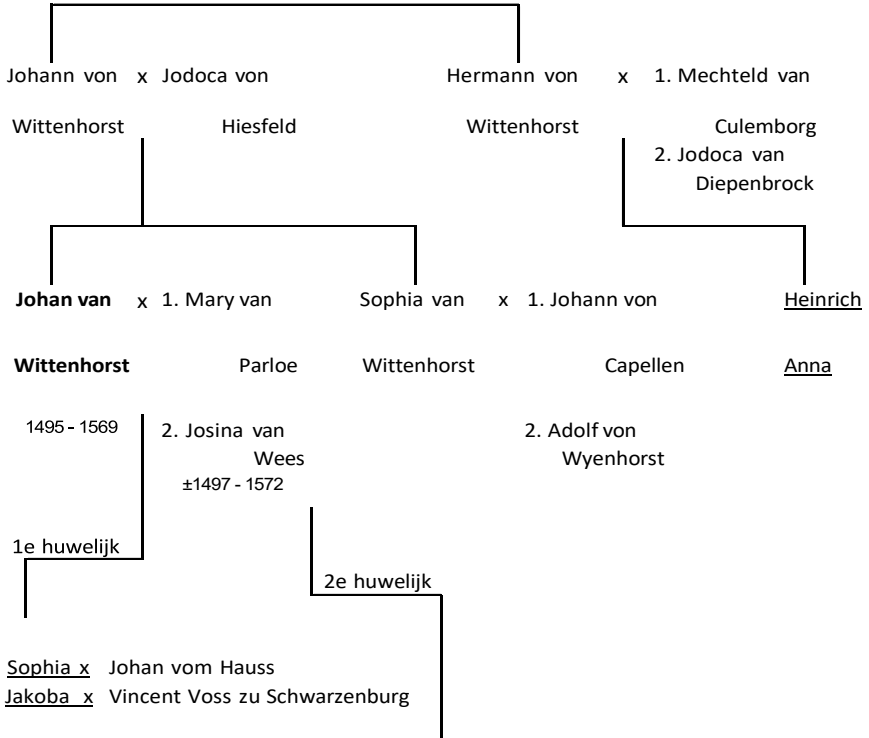 Johann von x Jodoca von Hermann von x 1. Mechteld van
Wittenhorst Hiesfeld Wittenhorst Culemborg
2. Jodoca van
Diepenbrock
Johan van x 1. Mary van Sophia van x 1. Johann von Heinrich
Wittenhorst Parloe Wittenhorst Capellen Anna
1495 - 1569 2. Josina van 2. Adolf von
Wees Wyenhorst
±1497 - 1572
1e huwelijk
2e huwelijk
Sophia x Johan vom Hauss
Jakoba x Vincent Voss zu Schwarzenburg